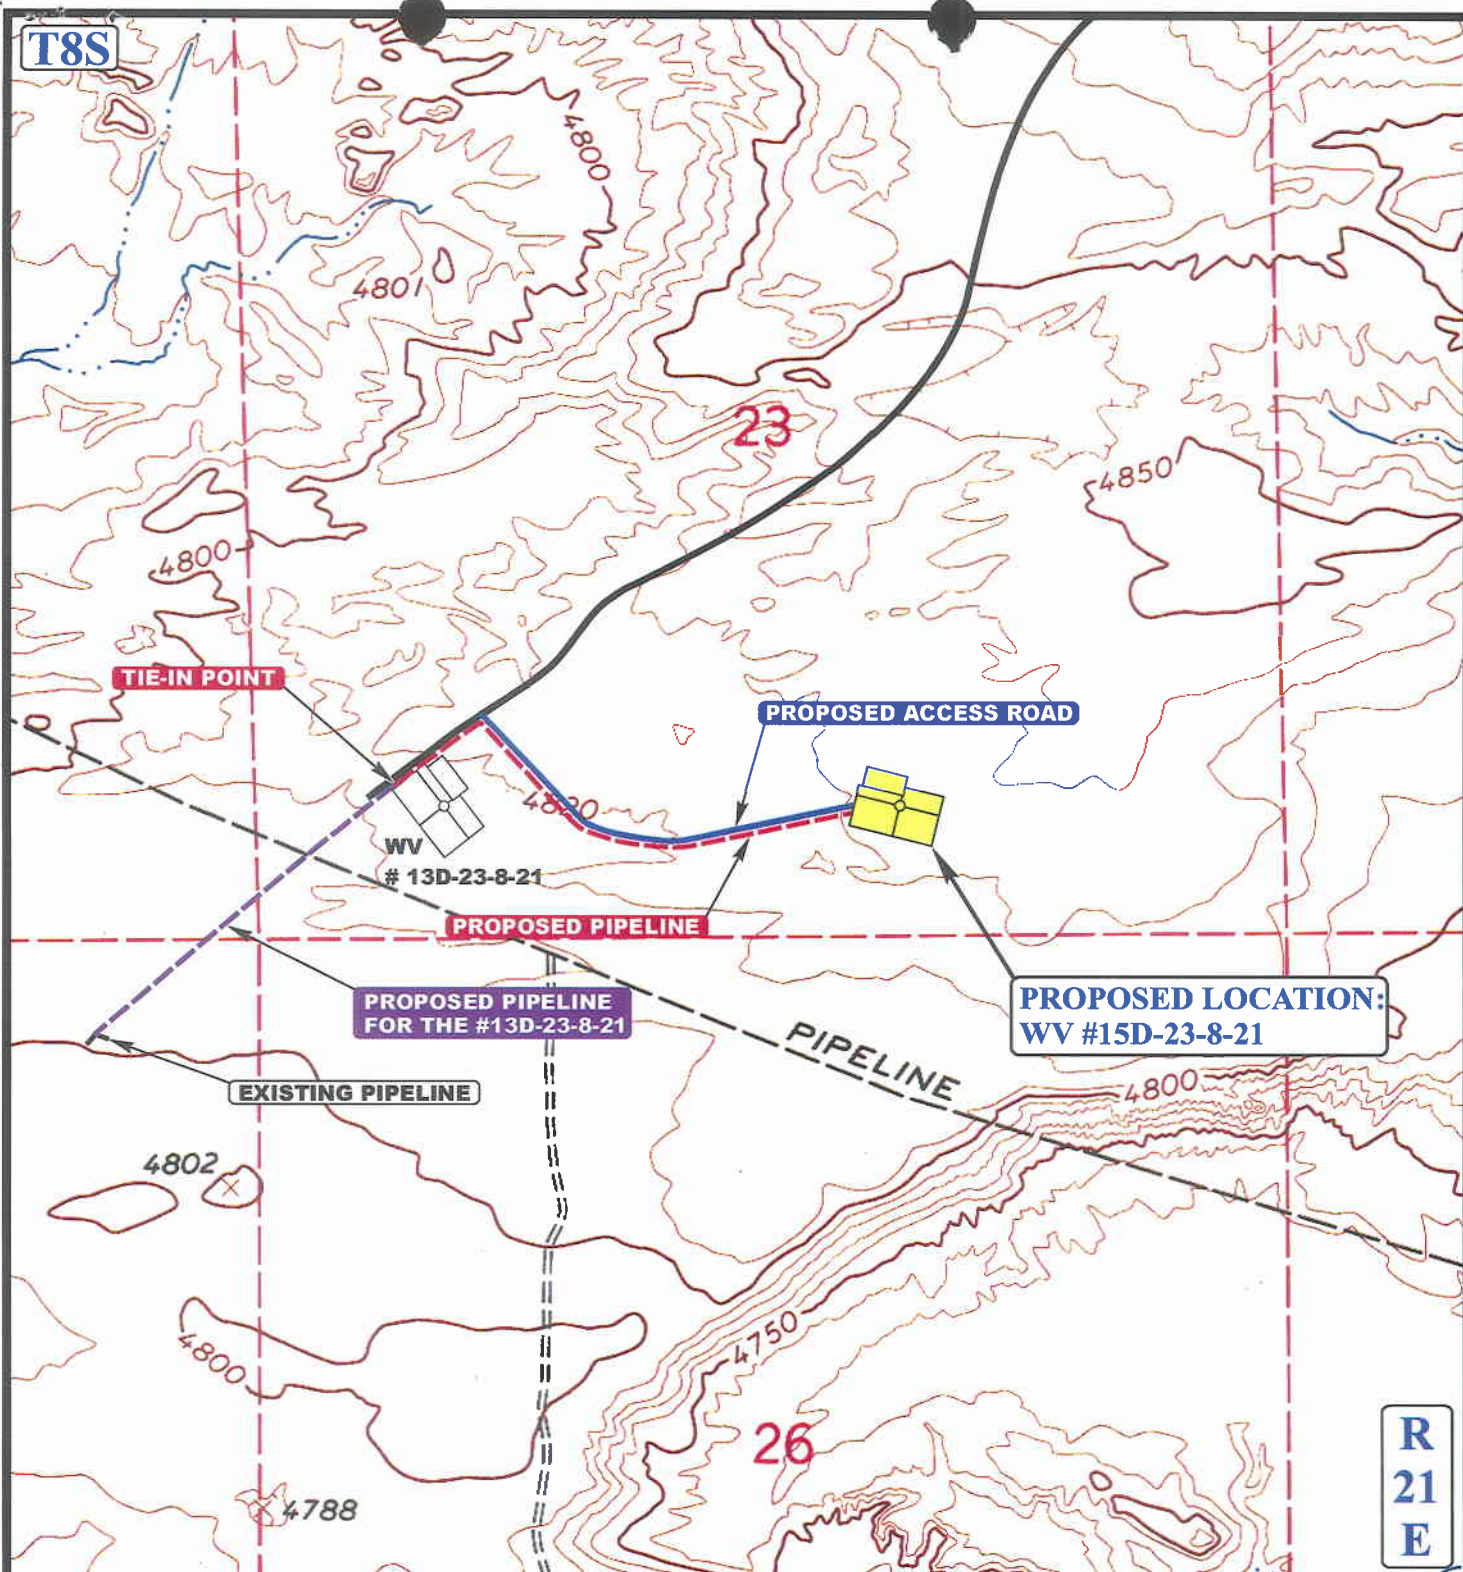 T8S
4800
4801
23
4850
4800
TIE-IN POINT
PROPOSED ACCESS ROAD
4820
WV
# 13D-23-8-21
PROPOSED PIPELINE
PROPOSED PIPELINE
FOR THE #13D-23-8-21
PROPOSED LOCATION:
WV #15D-23-8-21
PIPELINE
EXISTING PIPELINE
4800
4802
4750
4800
26
4788
R
21
E